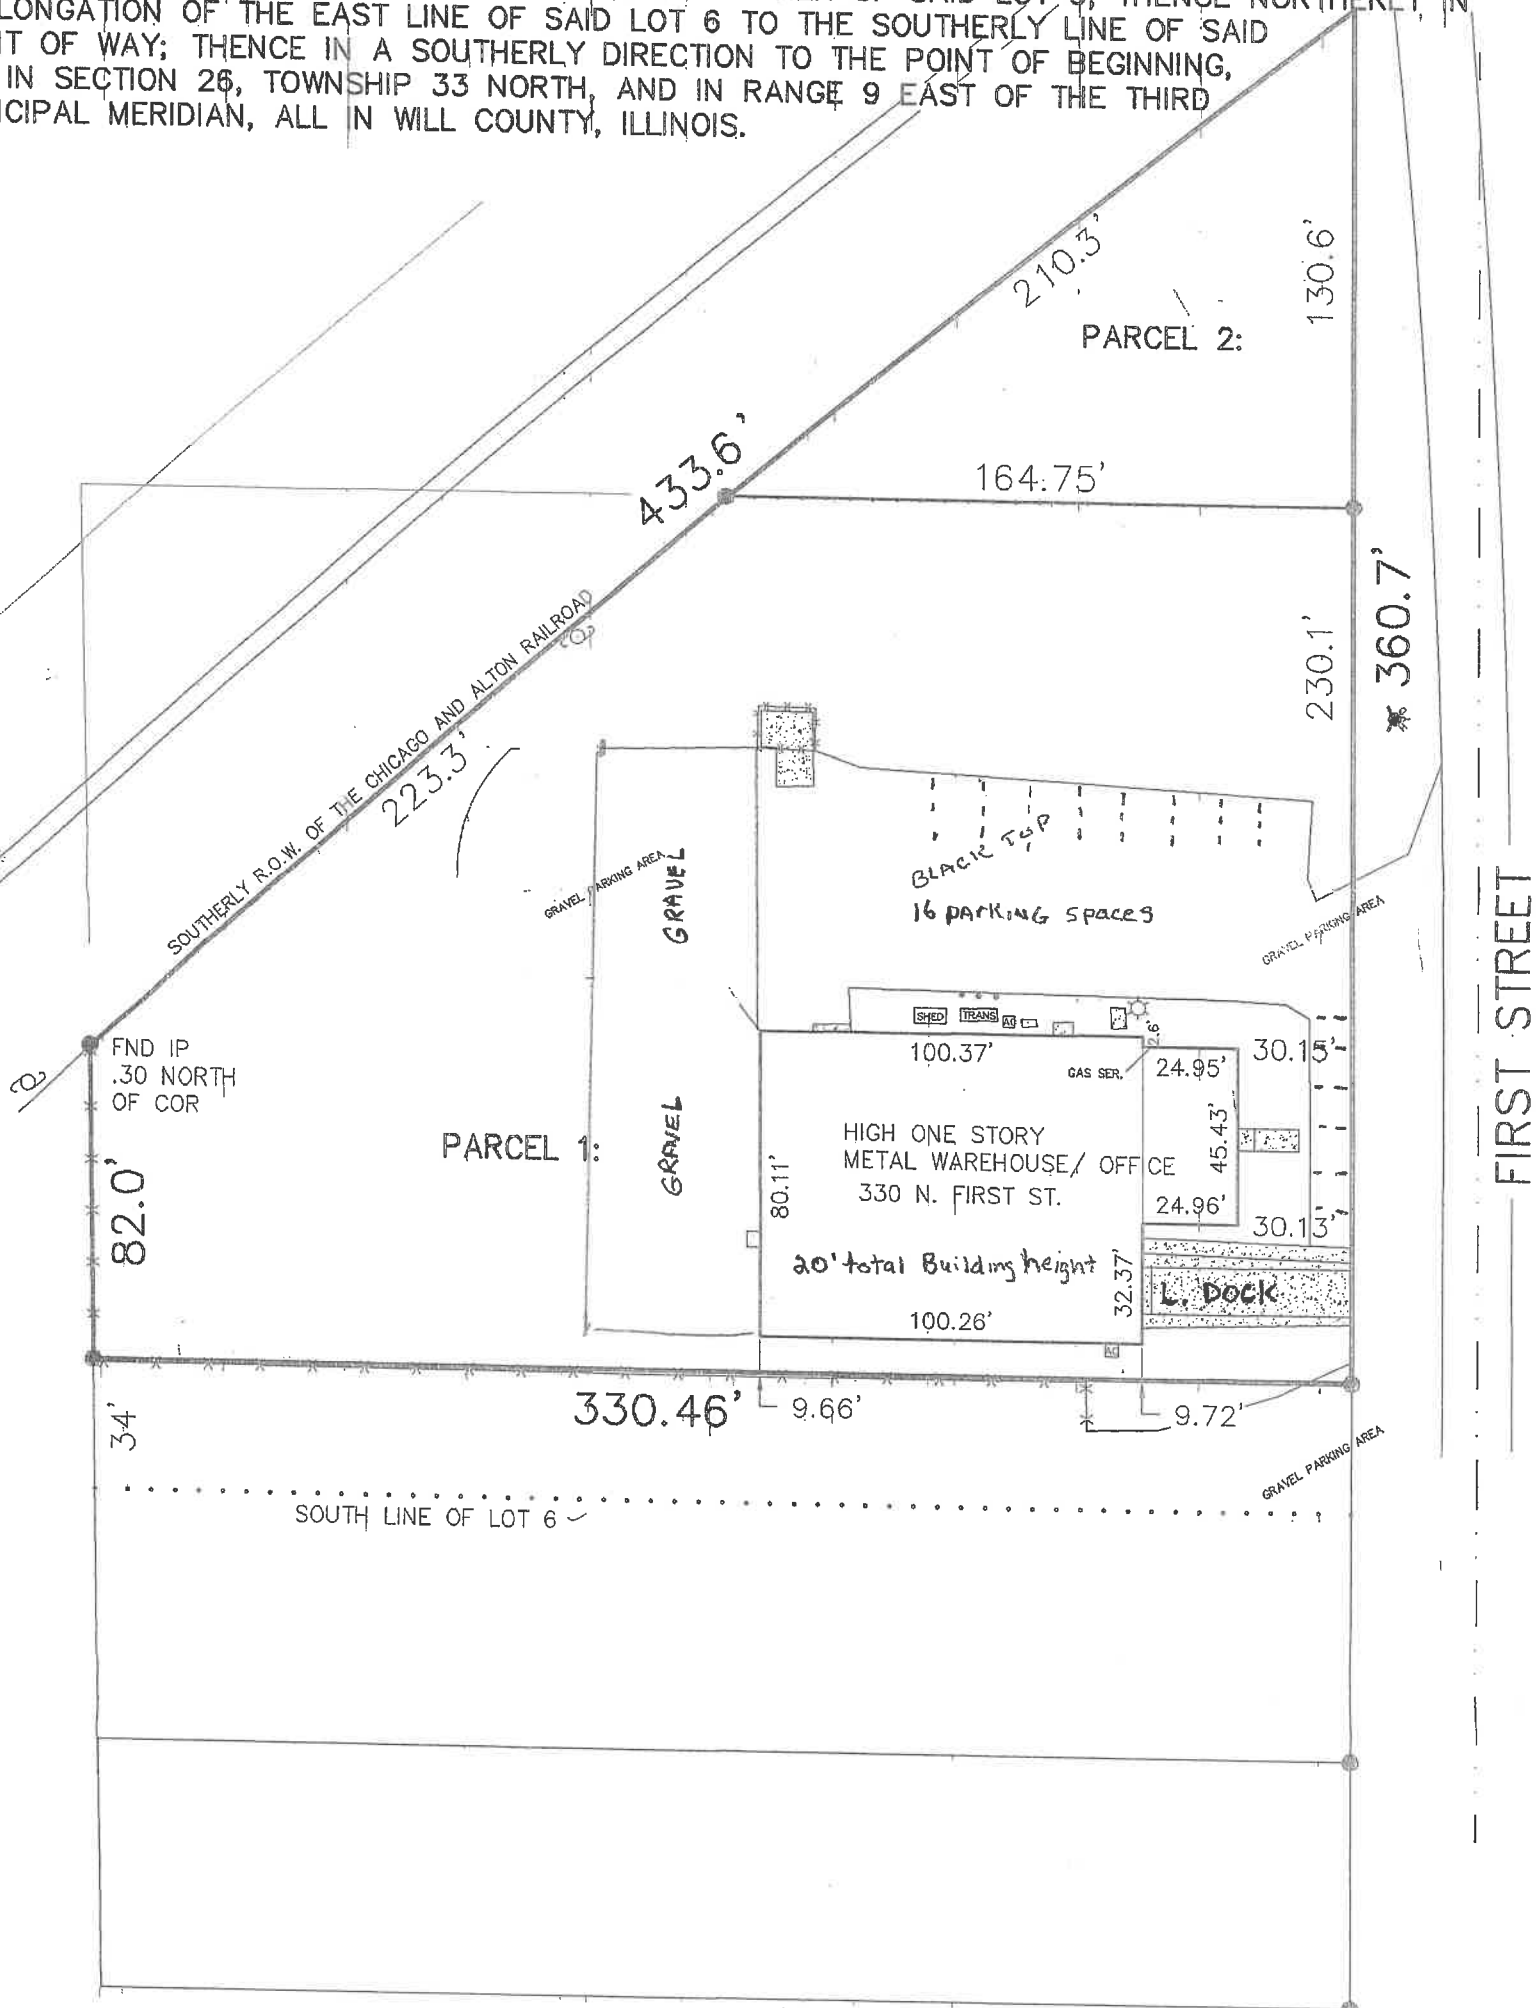 LONGATION OF THE EAST LINE OF SAID LOT 6 TO THE SOUTHERLY LINE OF SAID
T OF WAY; THENCE IN A SOUTHERLY DIRECTION TO THE POINT OF BEGINNING,
IN SECTION 26, TOWNSHIP 33 NORTH, AND IN RANGE 9 EAST OF THE THIRD
CIPAL MERIDIAN, ALL IN WILL COUNTY, ILLINOIS.
210.3'
130.6'
PARCEL 2:
433.6'
164.75'
360.7'
230.1'
SOUTHERLY R.O.W. OF THE CHICAGO AND ALTON RAILROAD
223.3'
BLACK TOP
16 PARKING SPACES
GRAVEL PARKING AREA
GRAVEL
GRAVEL PARKING AREA
FIRST STREET
SHED
TRANS
AC
2.6'
FND IP
.30 NORTH
OF COR
100.37'
GAS SER.
24.95'
30.15'
PARCEL 1:
GRAVEL
HIGH ONE STORY
METAL WAREHOUSE/ OFFICE
330 N. FIRST ST.
80.11'
45.43'
24.96'
30.13'
82.0'
20' total Building height
32.37'
L. DOCK
100.26'
AC
330.46'
9.66'
9.72'
34'
GRAVEL PARKING AREA
SOUTH LINE OF LOT 6